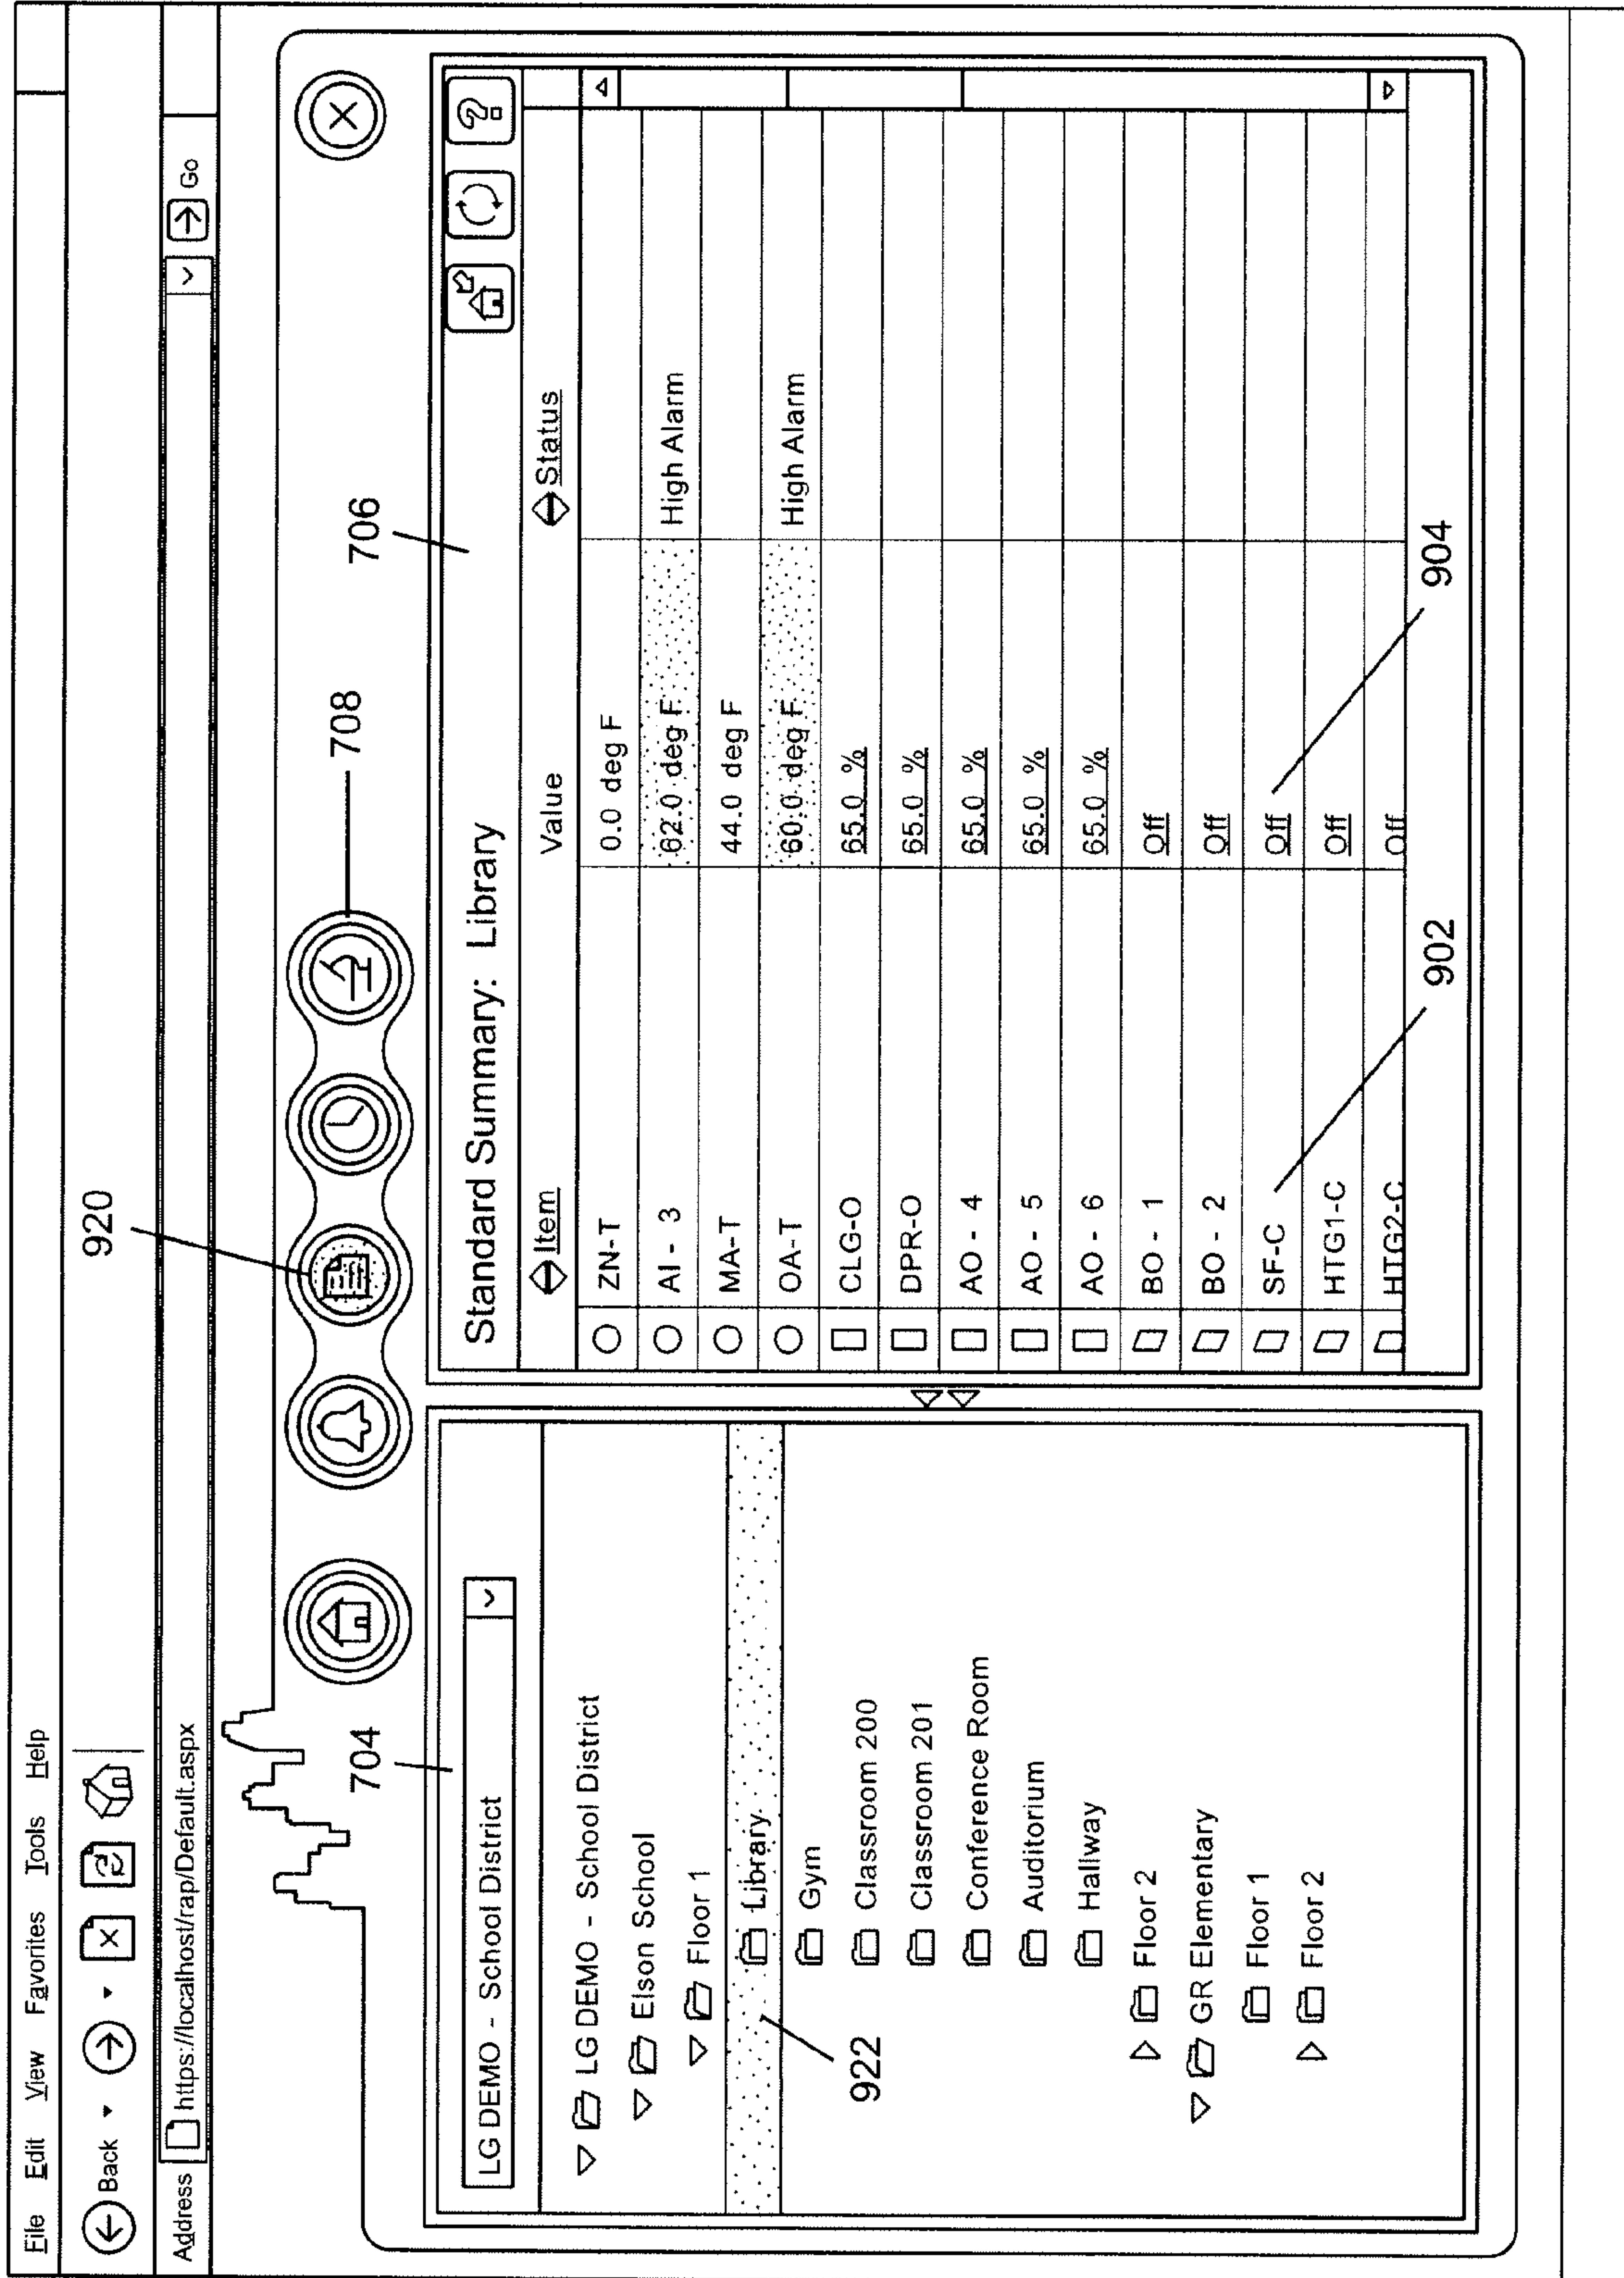 File Edit View Favorites Tools Help
Back
Address https://localhost/rap/Default.aspx Go
920
708
706
704
LG DEMO - School District
LG DEMO - School District
Elson School
Floor 1
Library
Gym
Classroom 200
Classroom 201
Conference Room
Auditorium
Hallway
Floor 2
GR Elementary
Floor 1
Floor 2
922
Standard Summary: Library
?
Item Value Status
ZN-T 0.0 deg F
AI - 3 62.0 deg F High Alarm
MA-T 44.0 deg F
OA-T 60.0 deg F High Alarm
CLG-O 65.0 %
DPR-O 65.0 %
AO - 4 65.0 %
AO - 5 65.0 %
AO - 6 65.0 %
BO - 1 Off
BO - 2 Off
SF-C Off
HTG1-C Off
HTG2-C Off
902
904